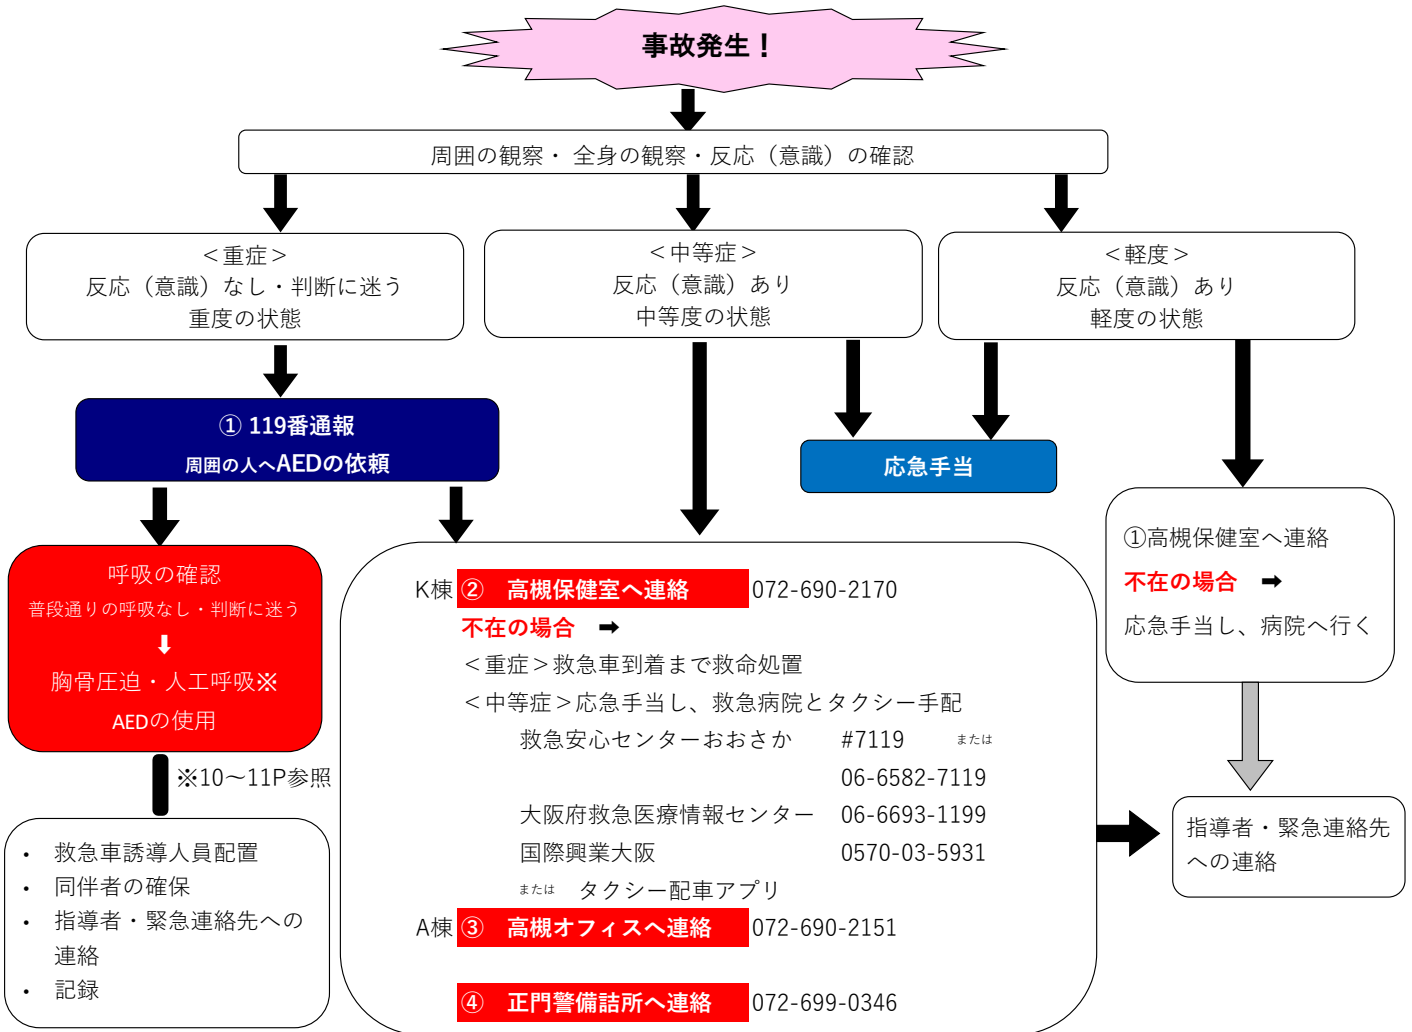 事故発生！
周囲の観察・ 全身の観察・反応（意識）の確認
＜重症＞
反応（意識）なし・判断に迷う
重度の状態
＜中等症＞
反応（意識）あり
中等度の状態
＜軽度＞
反応（意識）あり
軽度の状態
① 119番通報
周囲の人へAEDの依頼
応急手当
呼吸の確認
普段通りの呼吸なし・判断に迷う
⬇
胸骨圧迫・人工呼吸※
AEDの使用
※10～11P参照
・ 救急車誘導人員配置
・ 同伴者の確保
・ 指導者・緊急連絡先への
連絡
・ 記録
K棟 ② 高槻保健室へ連絡 072-690-2170
不在の場合 ➡
＜重症＞救急車到着まで救命処置
＜中等症＞応急手当し、救急病院とタクシー手配
救急安心センターおおさか #7119 または
06-6582-7119
大阪府救急医療情報センター 06-6693-1199
国際興業大阪 0570-03-5931
または タクシー配車アプリ
A棟 ③ 高槻オフィスへ連絡 072-690-2151
④ 正門警備詰所へ連絡 072-699-0346
①高槻保健室へ連絡
不在の場合 ➡
応急手当し、病院へ行く
指導者・緊急連絡先
への連絡